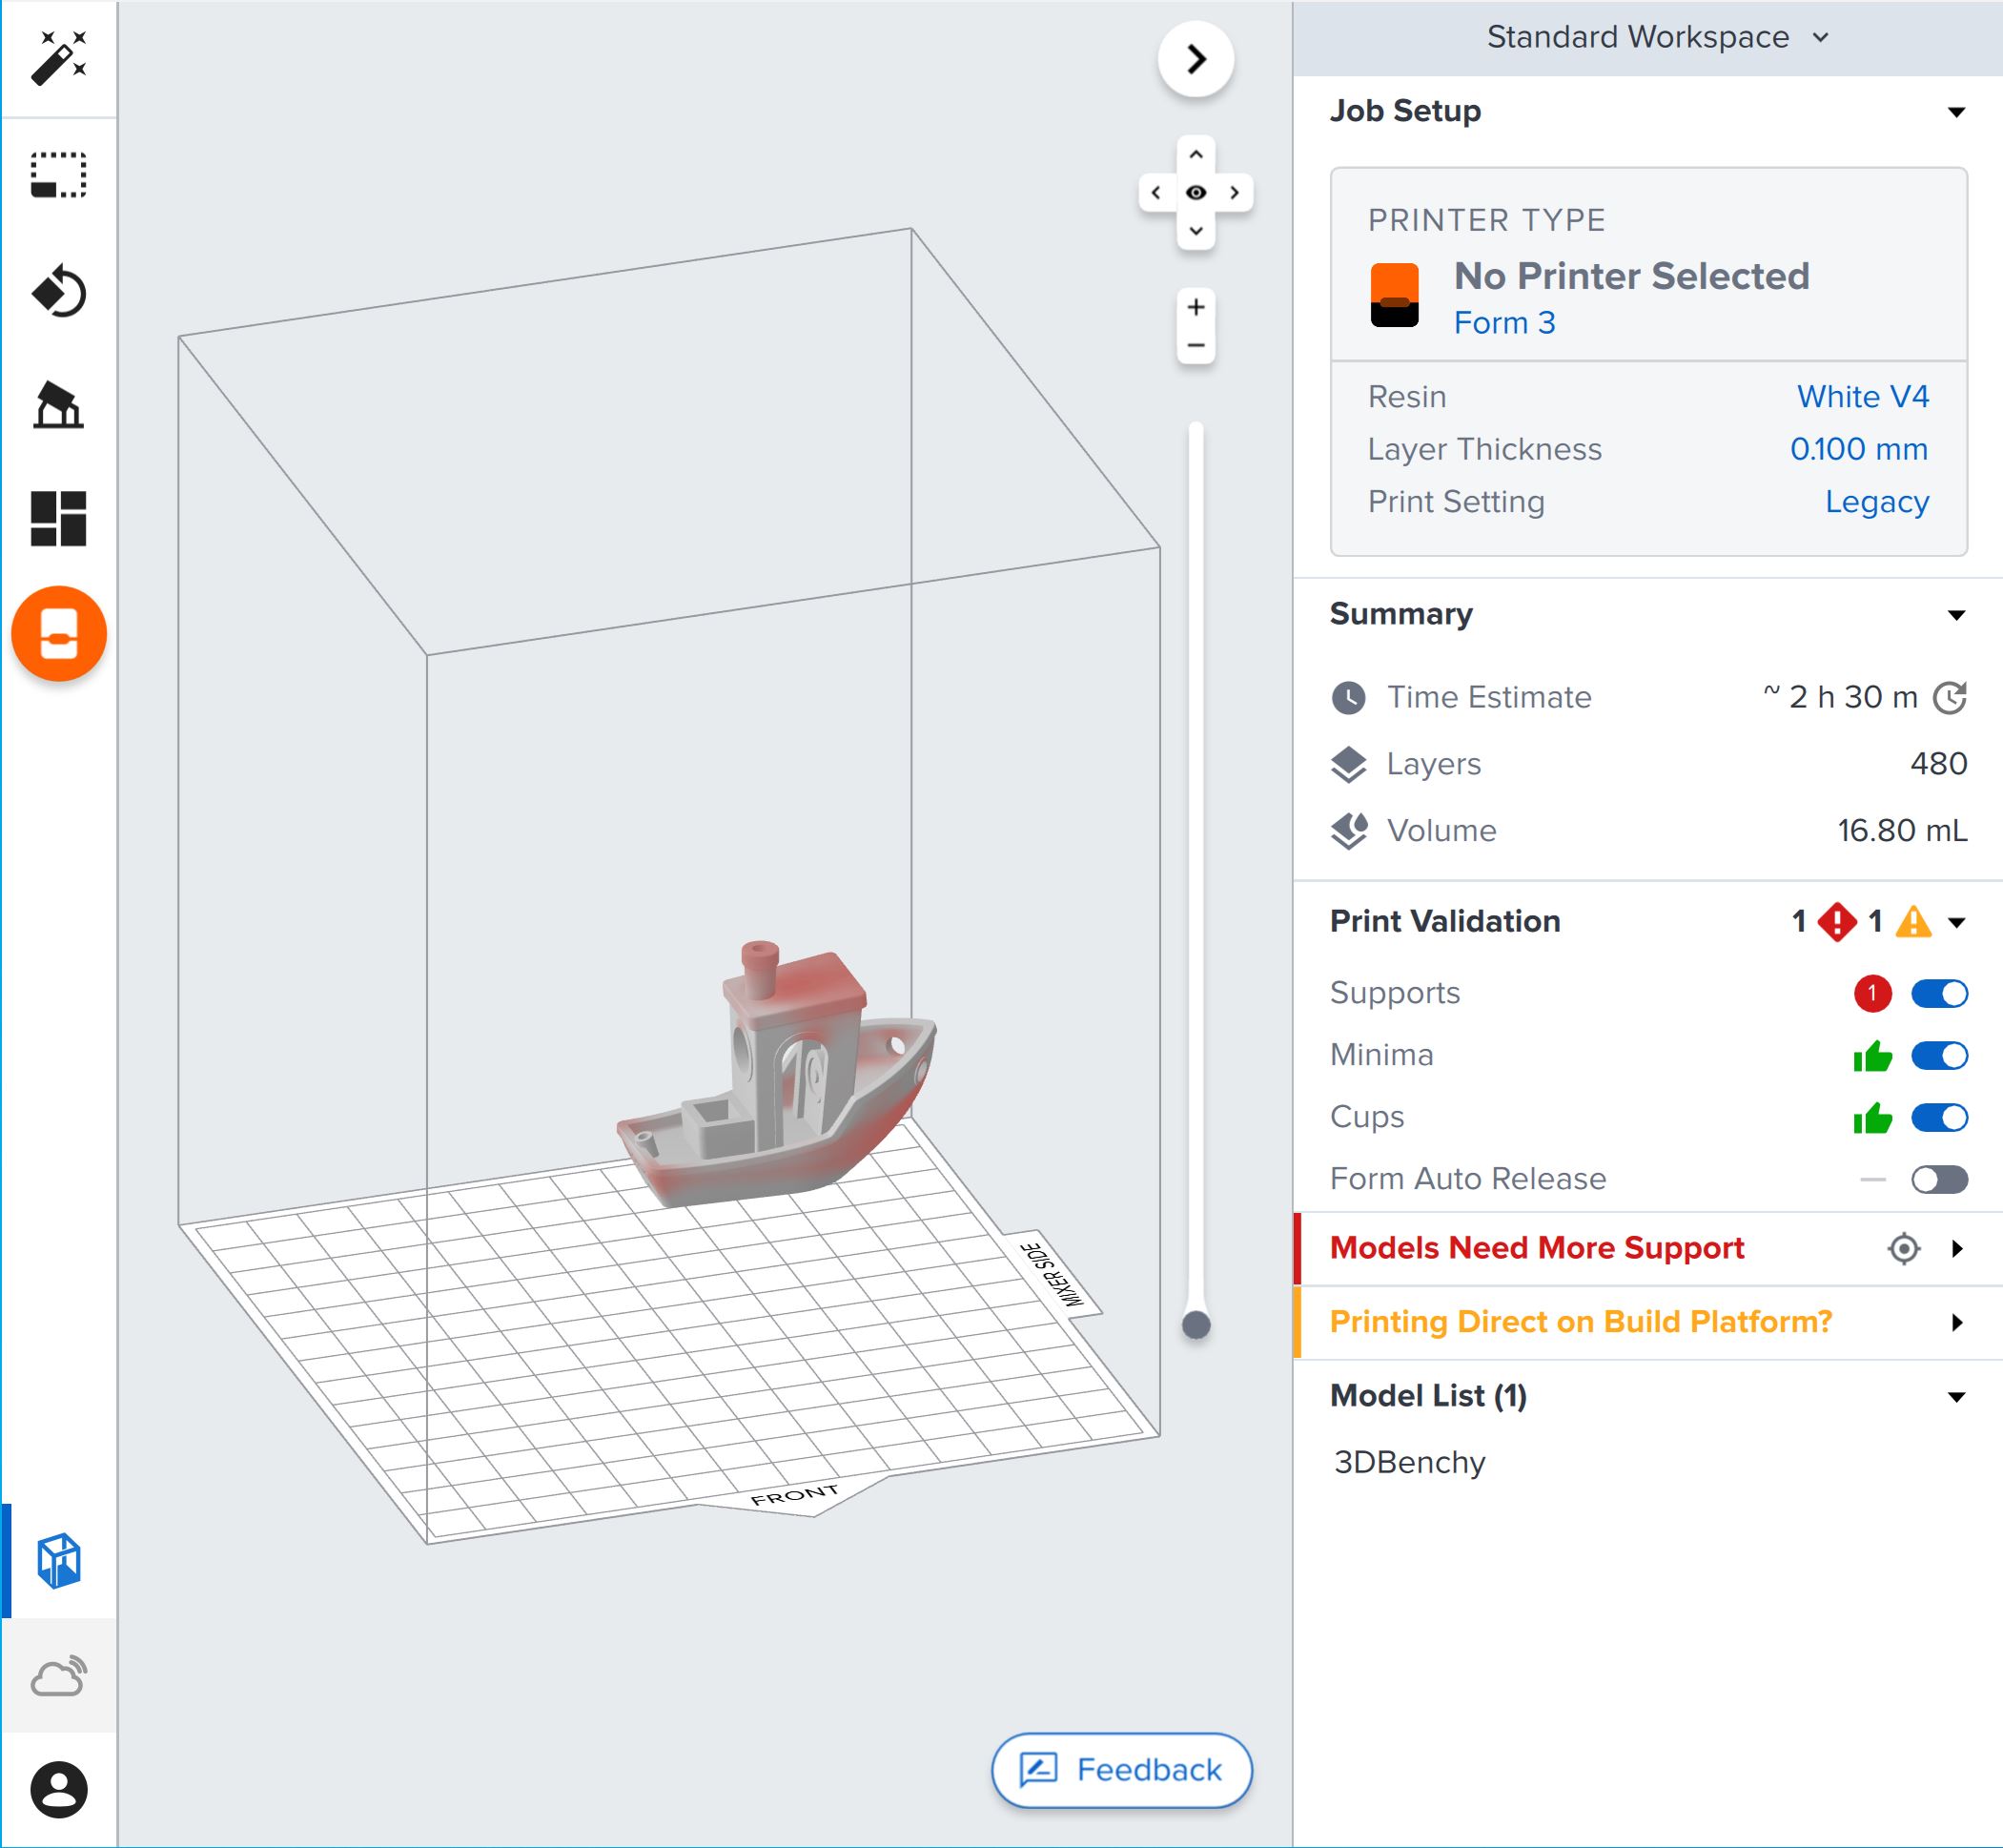 Standard Workspace
Job Setup
PRINTER TYPE
No Printer Selected
Form 3
Resin White V4
Layer Thickness 0.100 mm
Print Setting Legacy
Summary
Time Estimate ~ 2 h 30 m
Layers 480
Volume 16.80 mL
Print Validation 1 1
Supports 1
Minima
Cups
Form Auto Release
Models Need More Support
Printing Direct on Build Platform?
Model List (1)
3DBenchy
MIXER SIDE
FRONT
Feedback